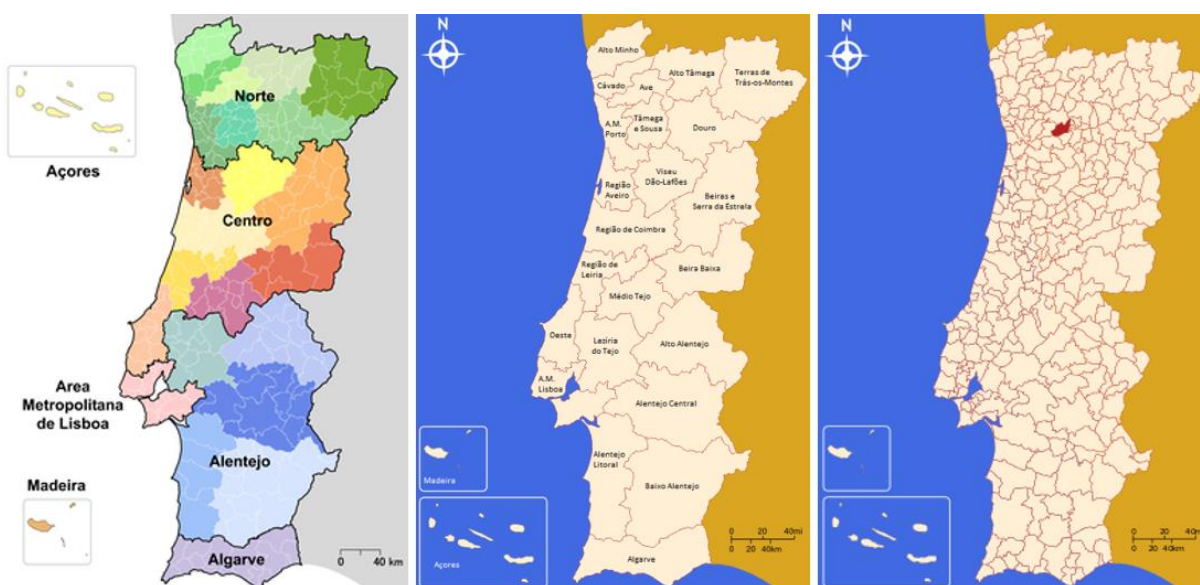 Norte
Açores
Centro
Area
Metropolitana
de Lisboa
Alentejo
Madeira
Algarve
0 40 km
N
Alto Minho
Alto Tâmega
Terras de
Trás-os-Montes
Cávado
Ave
A.M.
Porto
Tâmega
e Sousa
Douro
Viseu
Dão-Lafões
Região
Aveiro
Beiras e
Serra da Estrela
Região de Coimbra
Região de
Leiria
Beira Baixa
Médio Tejo
Oeste
Lezíria
do Tejo
Alto Alentejo
A.M.
Lisboa
Alentejo Central
Alentejo
Litoral
Baixo Alentejo
Madeira
Açores
Algarve
0 20 40mi
0 20 40km
N
0 20 40mi
0 20 40km